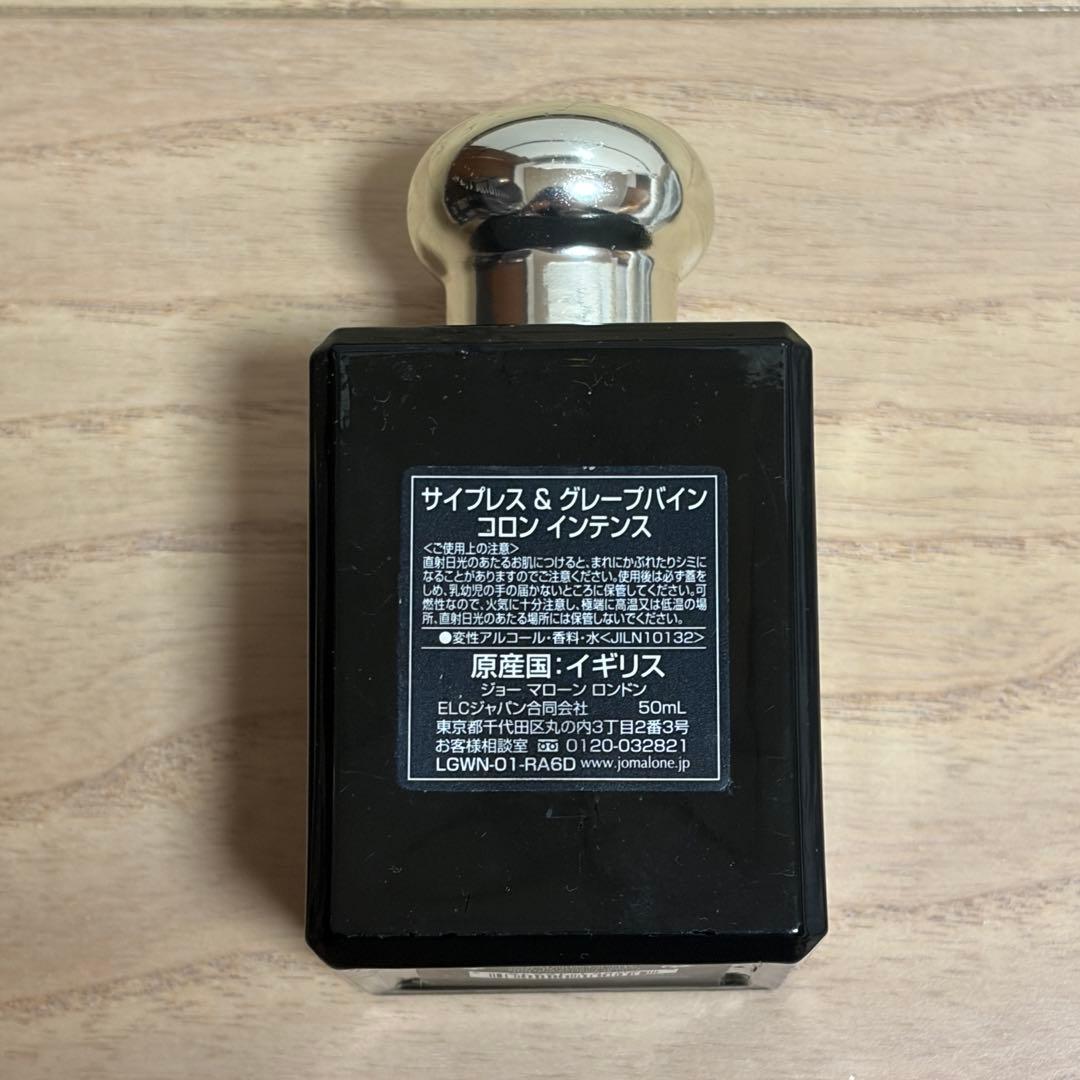 サイプレス & グレープバイン
コロン インテンス
<ご使用上の注意>
直射日光のあたるお肌につけると、まれにかぶれたりシミに
なることがありますのでご注意ください。使用後は必ず蓋を
しめ、乳幼児の手の届かないところに保管してください。可
燃性なので、火気に十分注意し、極端に高温又は低温の場
所、直射日光のあたる場所には保管しないでください。
●変性アルコール・香料・水<JILN10132>
原産国:イギリス
ジョー マローン ロンドン
ELCジャパン合同会社 50mL
東京都千代田区丸の内3丁目2番3号
お客様相談室 0120-032821
LGWN-01-RA6D www.jomalone.jp